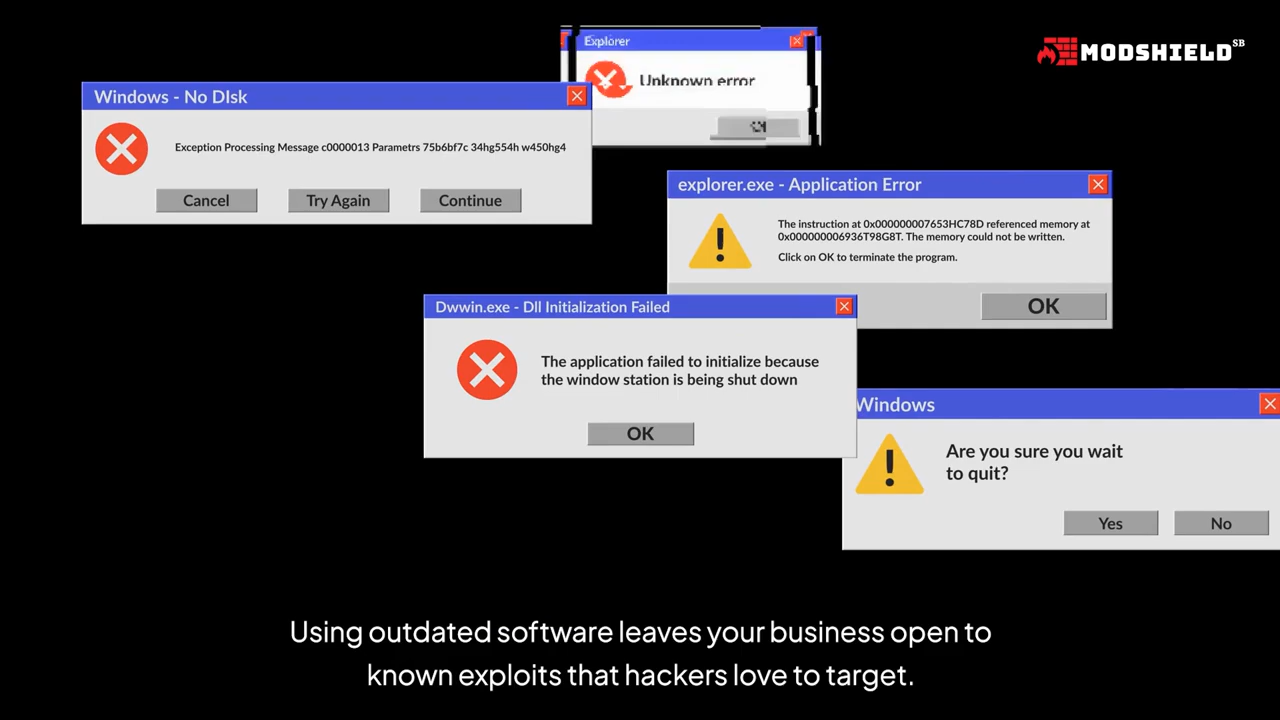 Explorer
Unknown error
MODSHIELD SB
Windows - No DIsk
Exception Processing Message c0000013 Parametrs 75b6bf7c 34hg554h w450hg4
Cancel
Try Again
Continue
explorer.exe - Application Error
The instruction at 0x000000007653HC78D referenced memory at
0x000000006936T98G8T. The memory could not be written.
Click on OK to terminate the program.
OK
Dwwin.exe - Dll Initialization Failed
The application failed to initialize because
the window station is being shut down
OK
Windows
Are you sure you wait
to quit?
Yes
No
Using outdated software leaves your business open to
known exploits that hackers love to target.